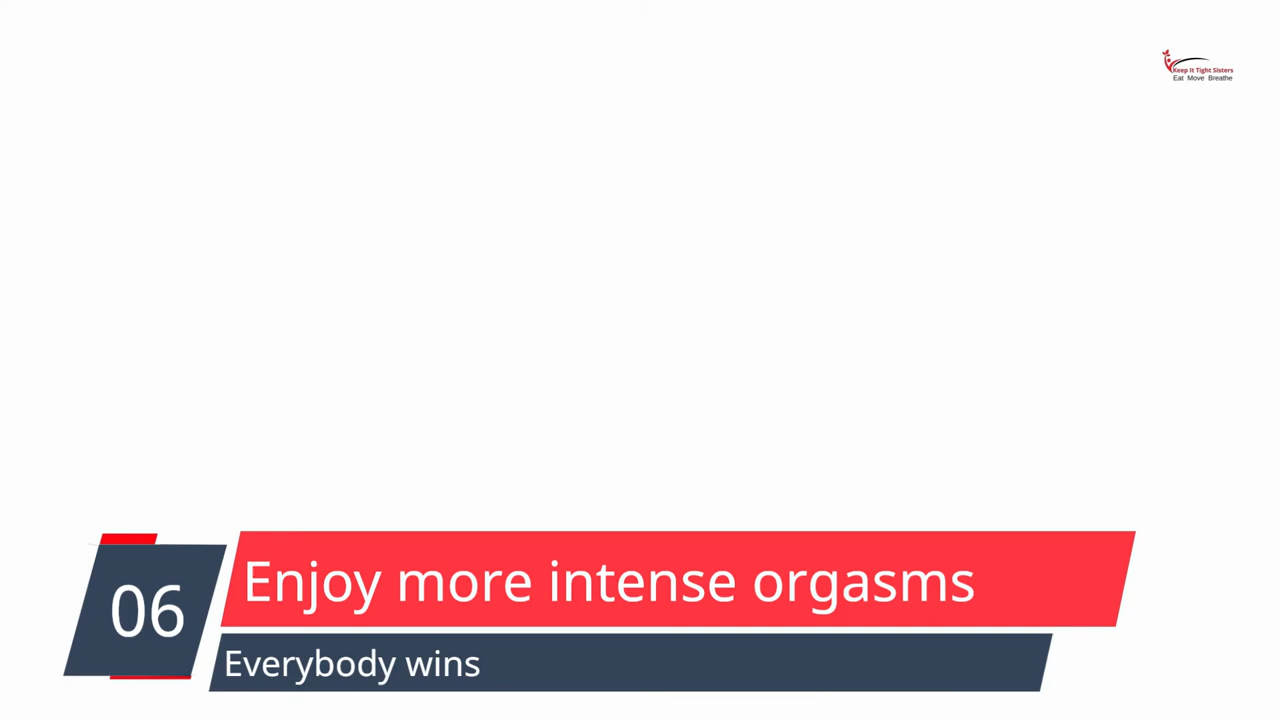 Keep It Tight Sisters
Eat Move Breathe
06
Enjoy more intense orgasms
Everybody wins